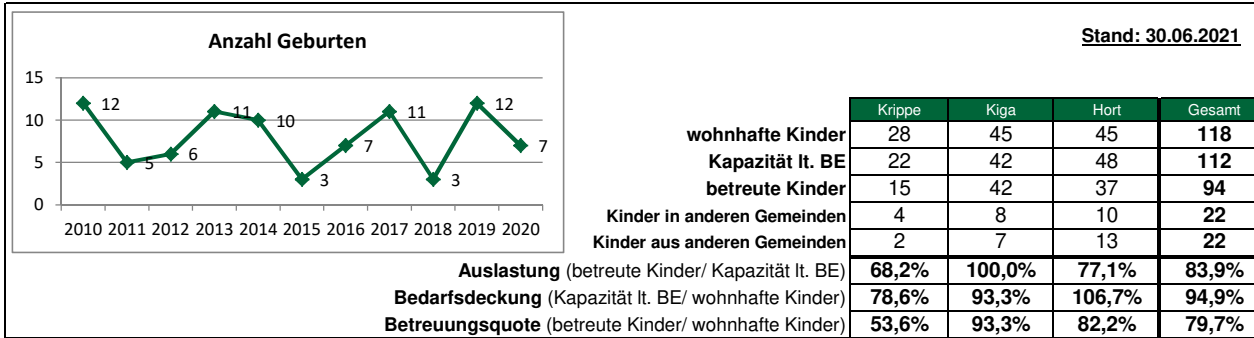 Anzahl Geburten
Stand: 30.06.2021
15
10
5
0
12
5
6
11
10
3
7
11
3
12
7
2010 2011 2012 2013 2014 2015 2016 2017 2018 2019 2020
Krippe Kiga Hort Gesamt
wohnhafte Kinder 28 45 45 118
Kapazität lt. BE 22 42 48 112
betreute Kinder 15 42 37 94
Kinder in anderen Gemeinden 4 8 10 22
Kinder aus anderen Gemeinden 2 7 13 22
Auslastung (betreute Kinder/ Kapazität lt. BE) 68,2% 100,0% 77,1% 83,9%
Bedarfsdeckung (Kapazität lt. BE/ wohnhafte Kinder) 78,6% 93,3% 106,7% 94,9%
Betreuungsquote (betreute Kinder/ wohnhafte Kinder) 53,6% 93,3% 82,2% 79,7%